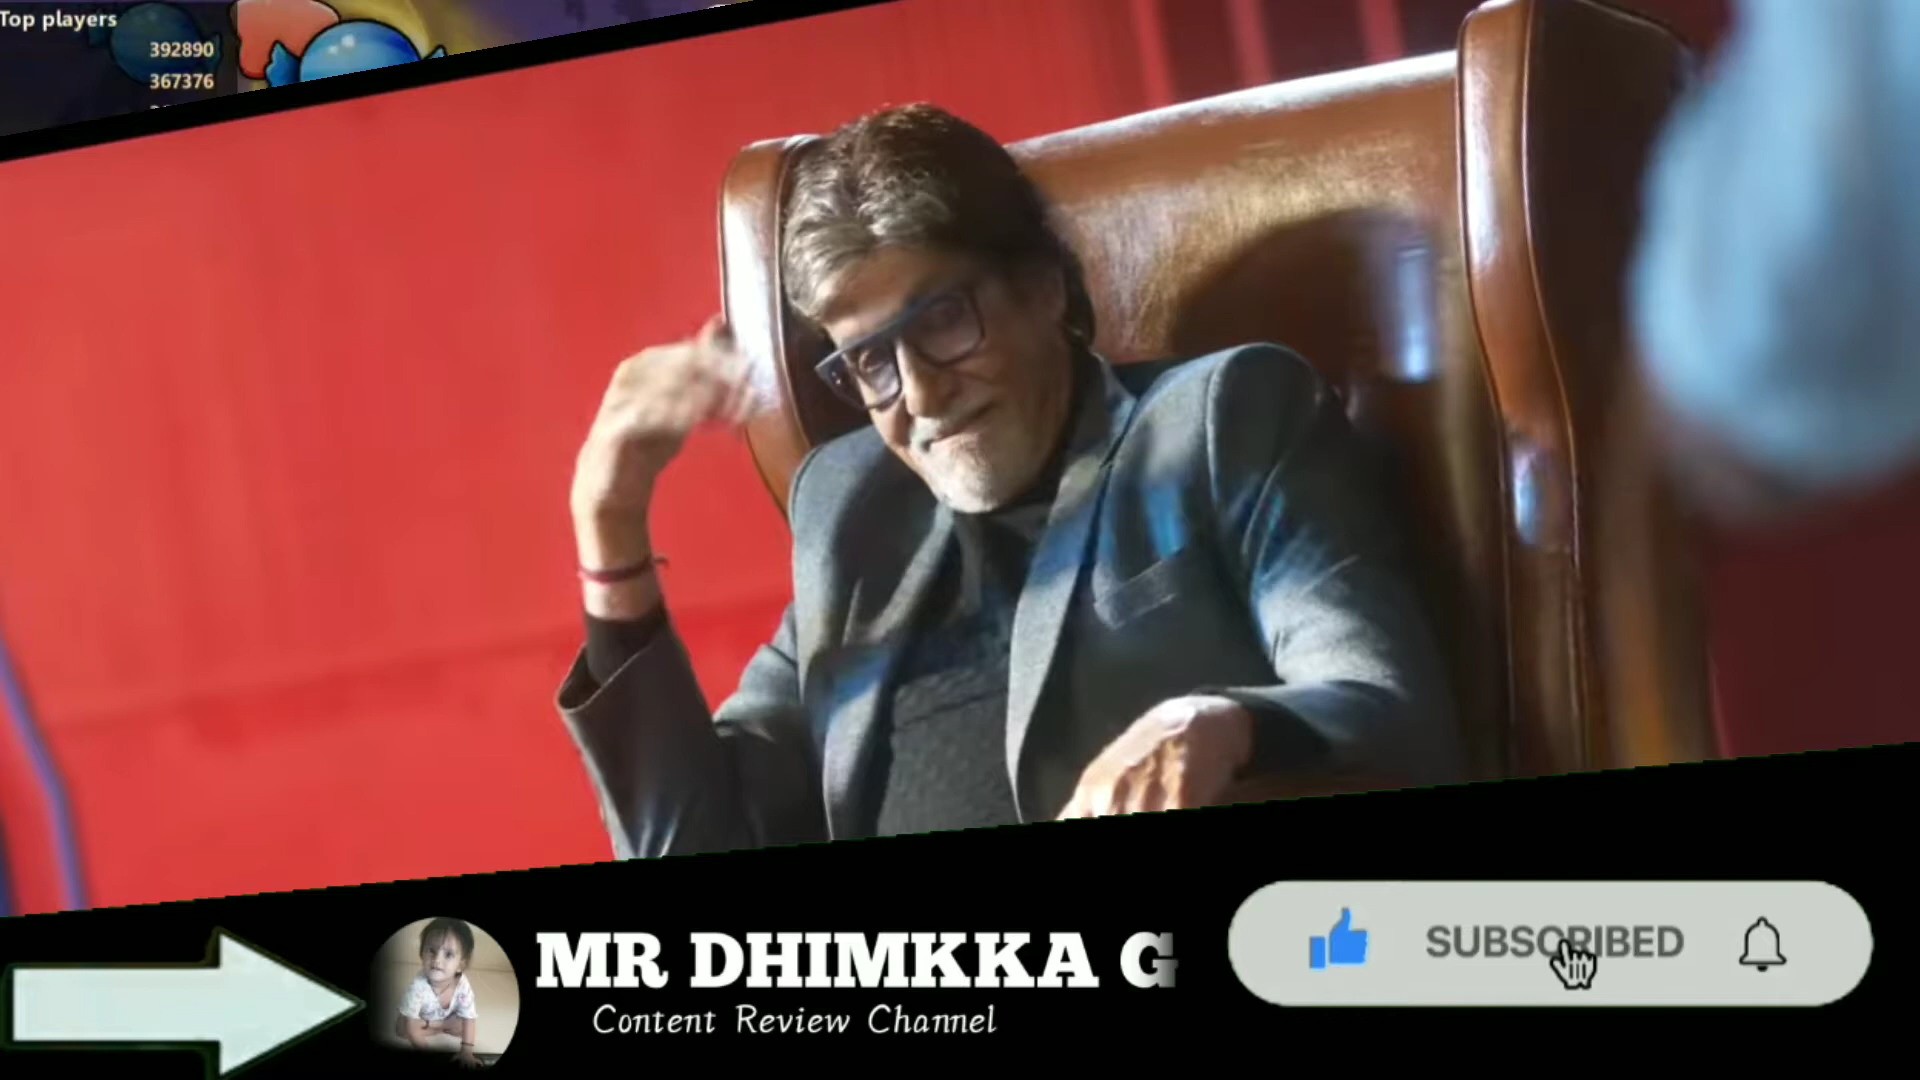 Top players
392890
367376
MR DHIMKKA G
Content Review Channel
SUBSCRIBED